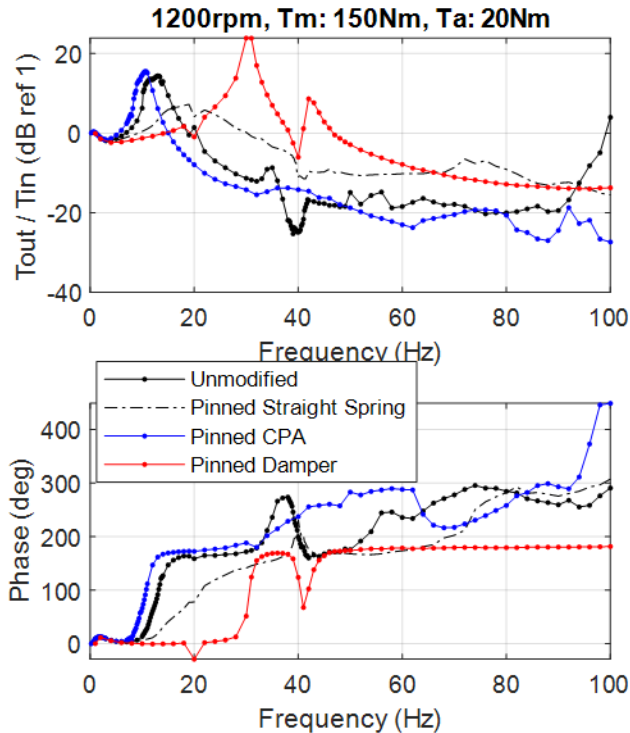 1200rpm, Tm: 150Nm, Ta: 20Nm
Tout / Tin (dB ref 1)
20
0
-20
-40
0 20 40 60 80 100
Frequency (Hz)
Unmodified
Pinned Straight Spring
Pinned CPA
Pinned Damper
Phase (deg)
400
300
200
100
0
0 20 40 60 80 100
Frequency (Hz)